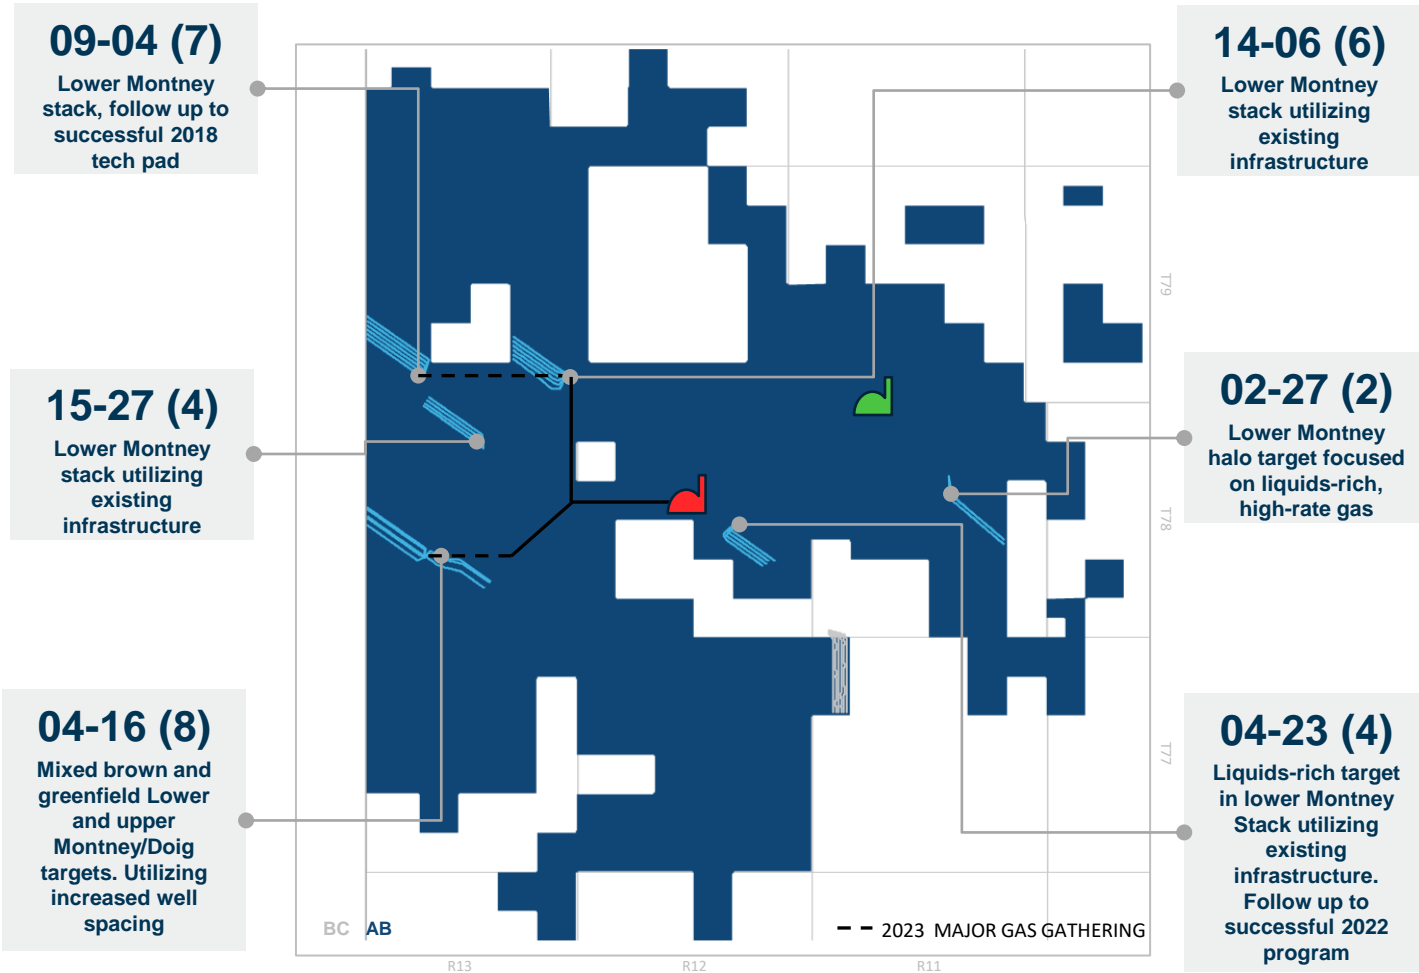 09-04 (7)
Lower Montney
stack, follow up to
successful 2018
tech pad
14-06 (6)
Lower Montney
stack utilizing
existing
infrastructure
T79
15-27 (4)
Lower Montney
stack utilizing
existing
infrastructure
02-27 (2)
Lower Montney
halo target focused
on liquids-rich,
high-rate gas
T78
04-16 (8)
Mixed brown and
greenfield Lower
and upper
Montney/Doig
targets. Utilizing
increased well
spacing
T77
04-23 (4)
Liquids-rich target
in lower Montney
Stack utilizing
existing
infrastructure.
Follow up to
successful 2022
program
BC AB
2023 MAJOR GAS GATHERING
R13 R12 R11